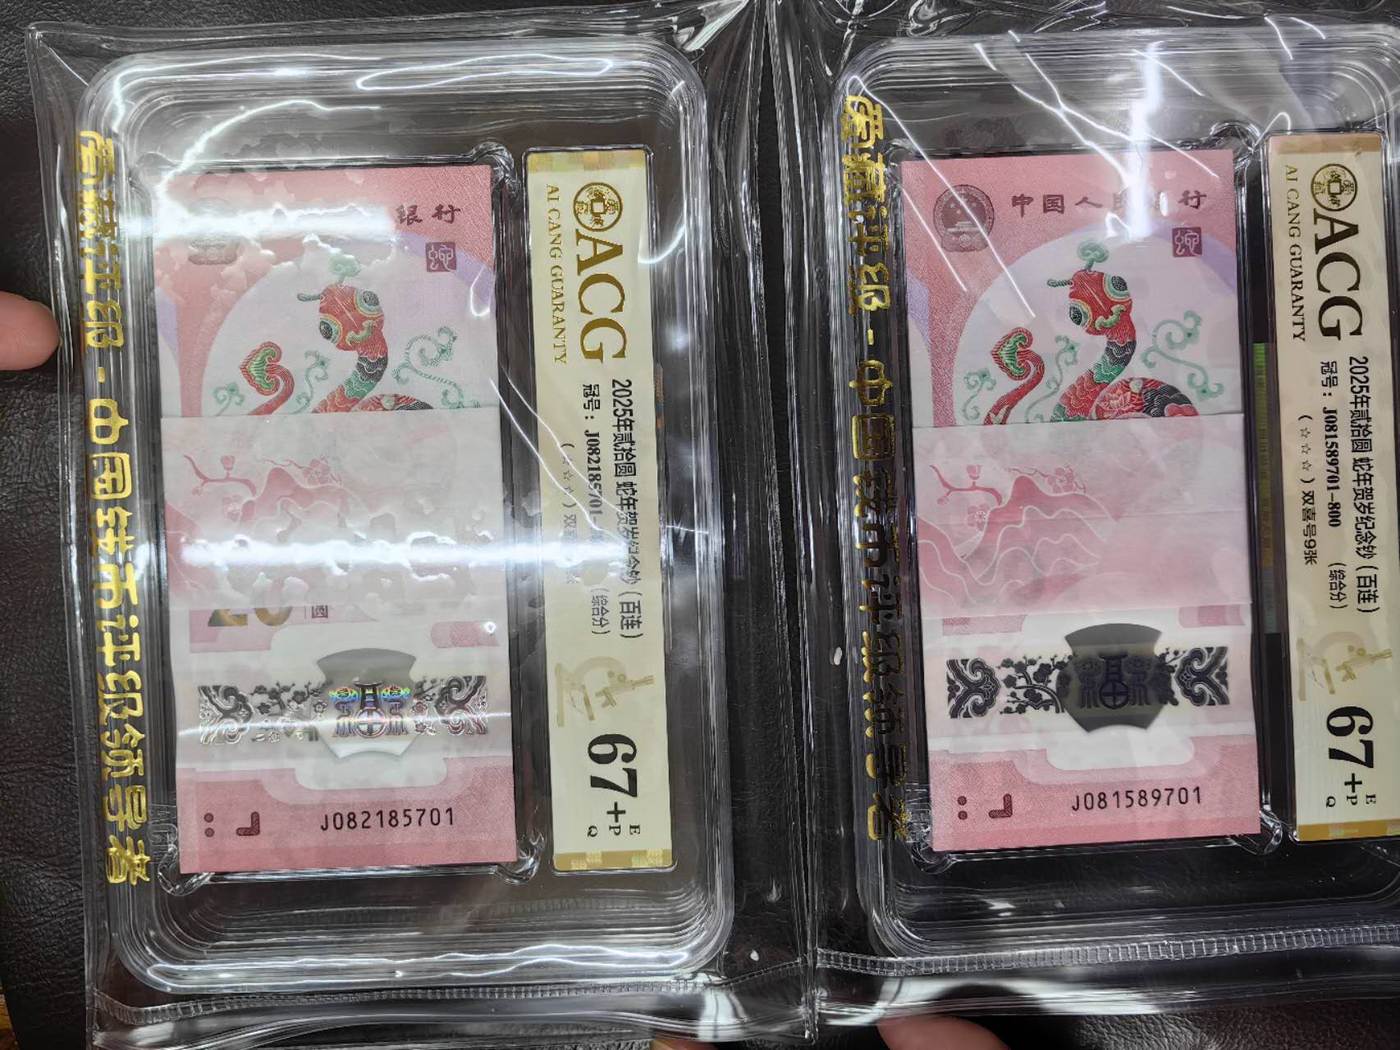 爱藏评级 - 中国钱币评级领导者
银行
J082185701
ACG
AI CANG GUARANTY
2025年贰拾圆 蛇年贺岁纪念钞（百连）
冠号：J082185701
（☆☆☆）双
（综合分）
67+
E
P
Q
爱藏评级 - 中国钱币评级领导者
中国人民银行
J081589701
ACG
AI CANG GUARANTY
2025年贰拾圆 蛇年贺岁纪念钞（百连）
冠号：J081589701-800 （综合分）
（☆☆☆）双喜号9张
67+
E
P
Q